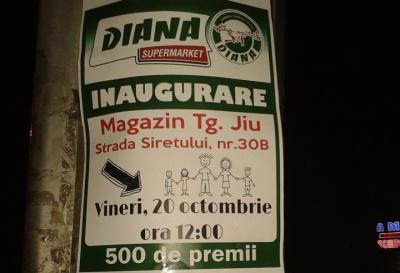 DIANA
SUPERMARKET
DIANA
INAUGURARE
Magazin Tg. Jiu
Strada Siretului, nr.30B
Vineri, 20 octombrie
ora 12:00
500 de premii